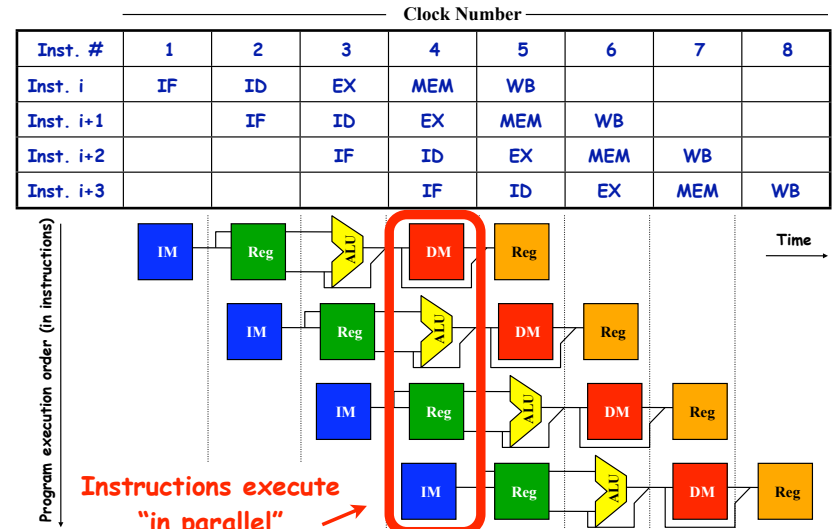 Clock Number
Inst. # 1 2 3 4 5 6 7 8
Inst. i IF ID EX MEM WB
Inst. i+1 IF ID EX MEM WB
Inst. i+2 IF ID EX MEM WB
Inst. i+3 IF ID EX MEM WB
Program execution order (in instructions)
Time
IM Reg ALU DM Reg
IM Reg ALU DM Reg
IM Reg ALU DM Reg
IM Reg ALU DM Reg
Instructions execute
“in parallel”